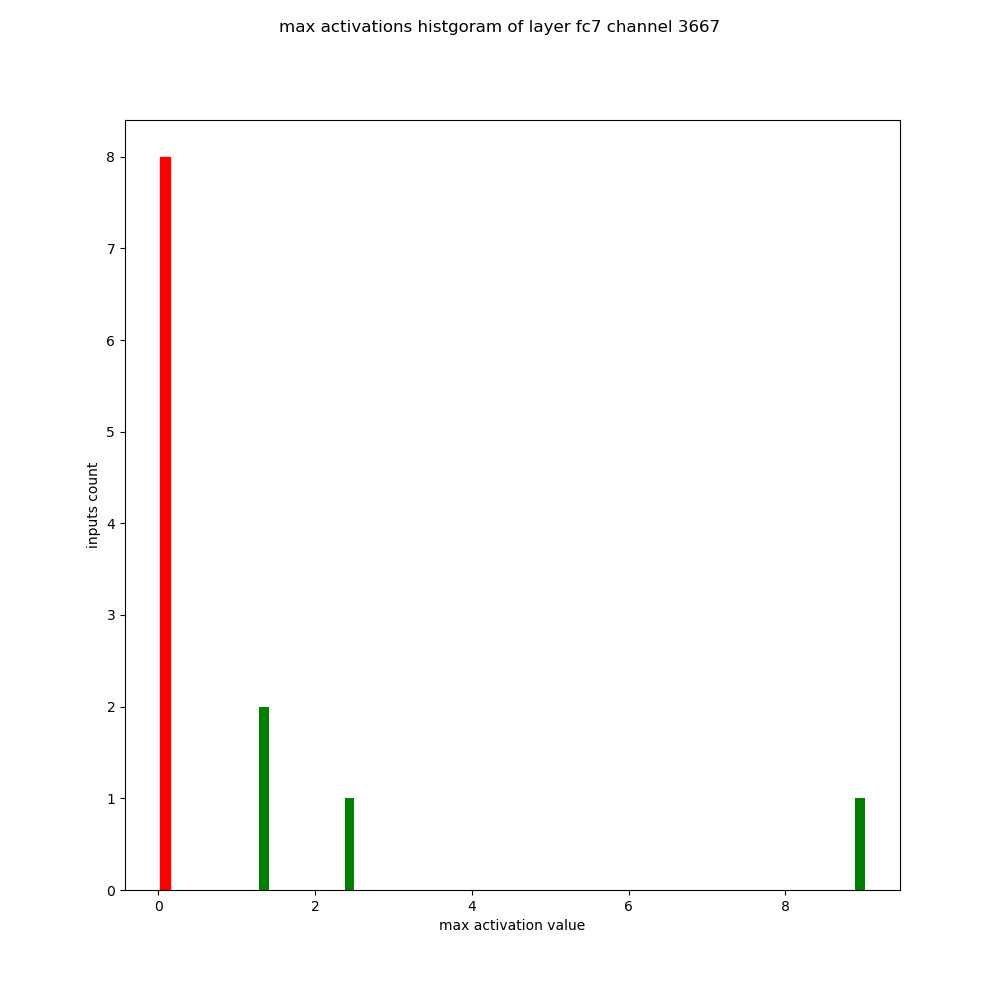 max activations histgoram of layer fc7 channel 3667
8
7
6
5
4
3
2
1
0
inputs count
0 2 4 6 8
max activation value